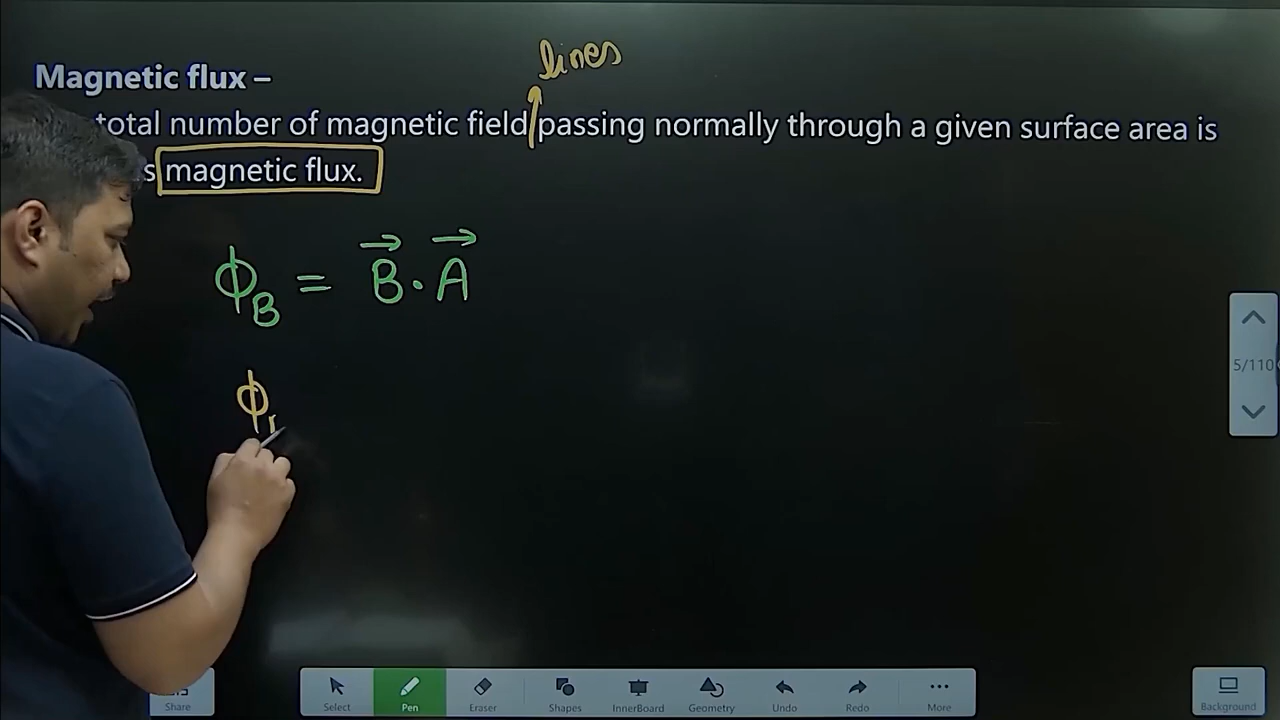 lines
Magnetic flux –
total number of magnetic field passing normally through a given surface area is
s magnetic flux.
ϕ_B = B⃗ · A⃗
ϕ
5/110
Share
Select Pen Eraser Shapes InnerBoard Geometry Undo Redo More
Background